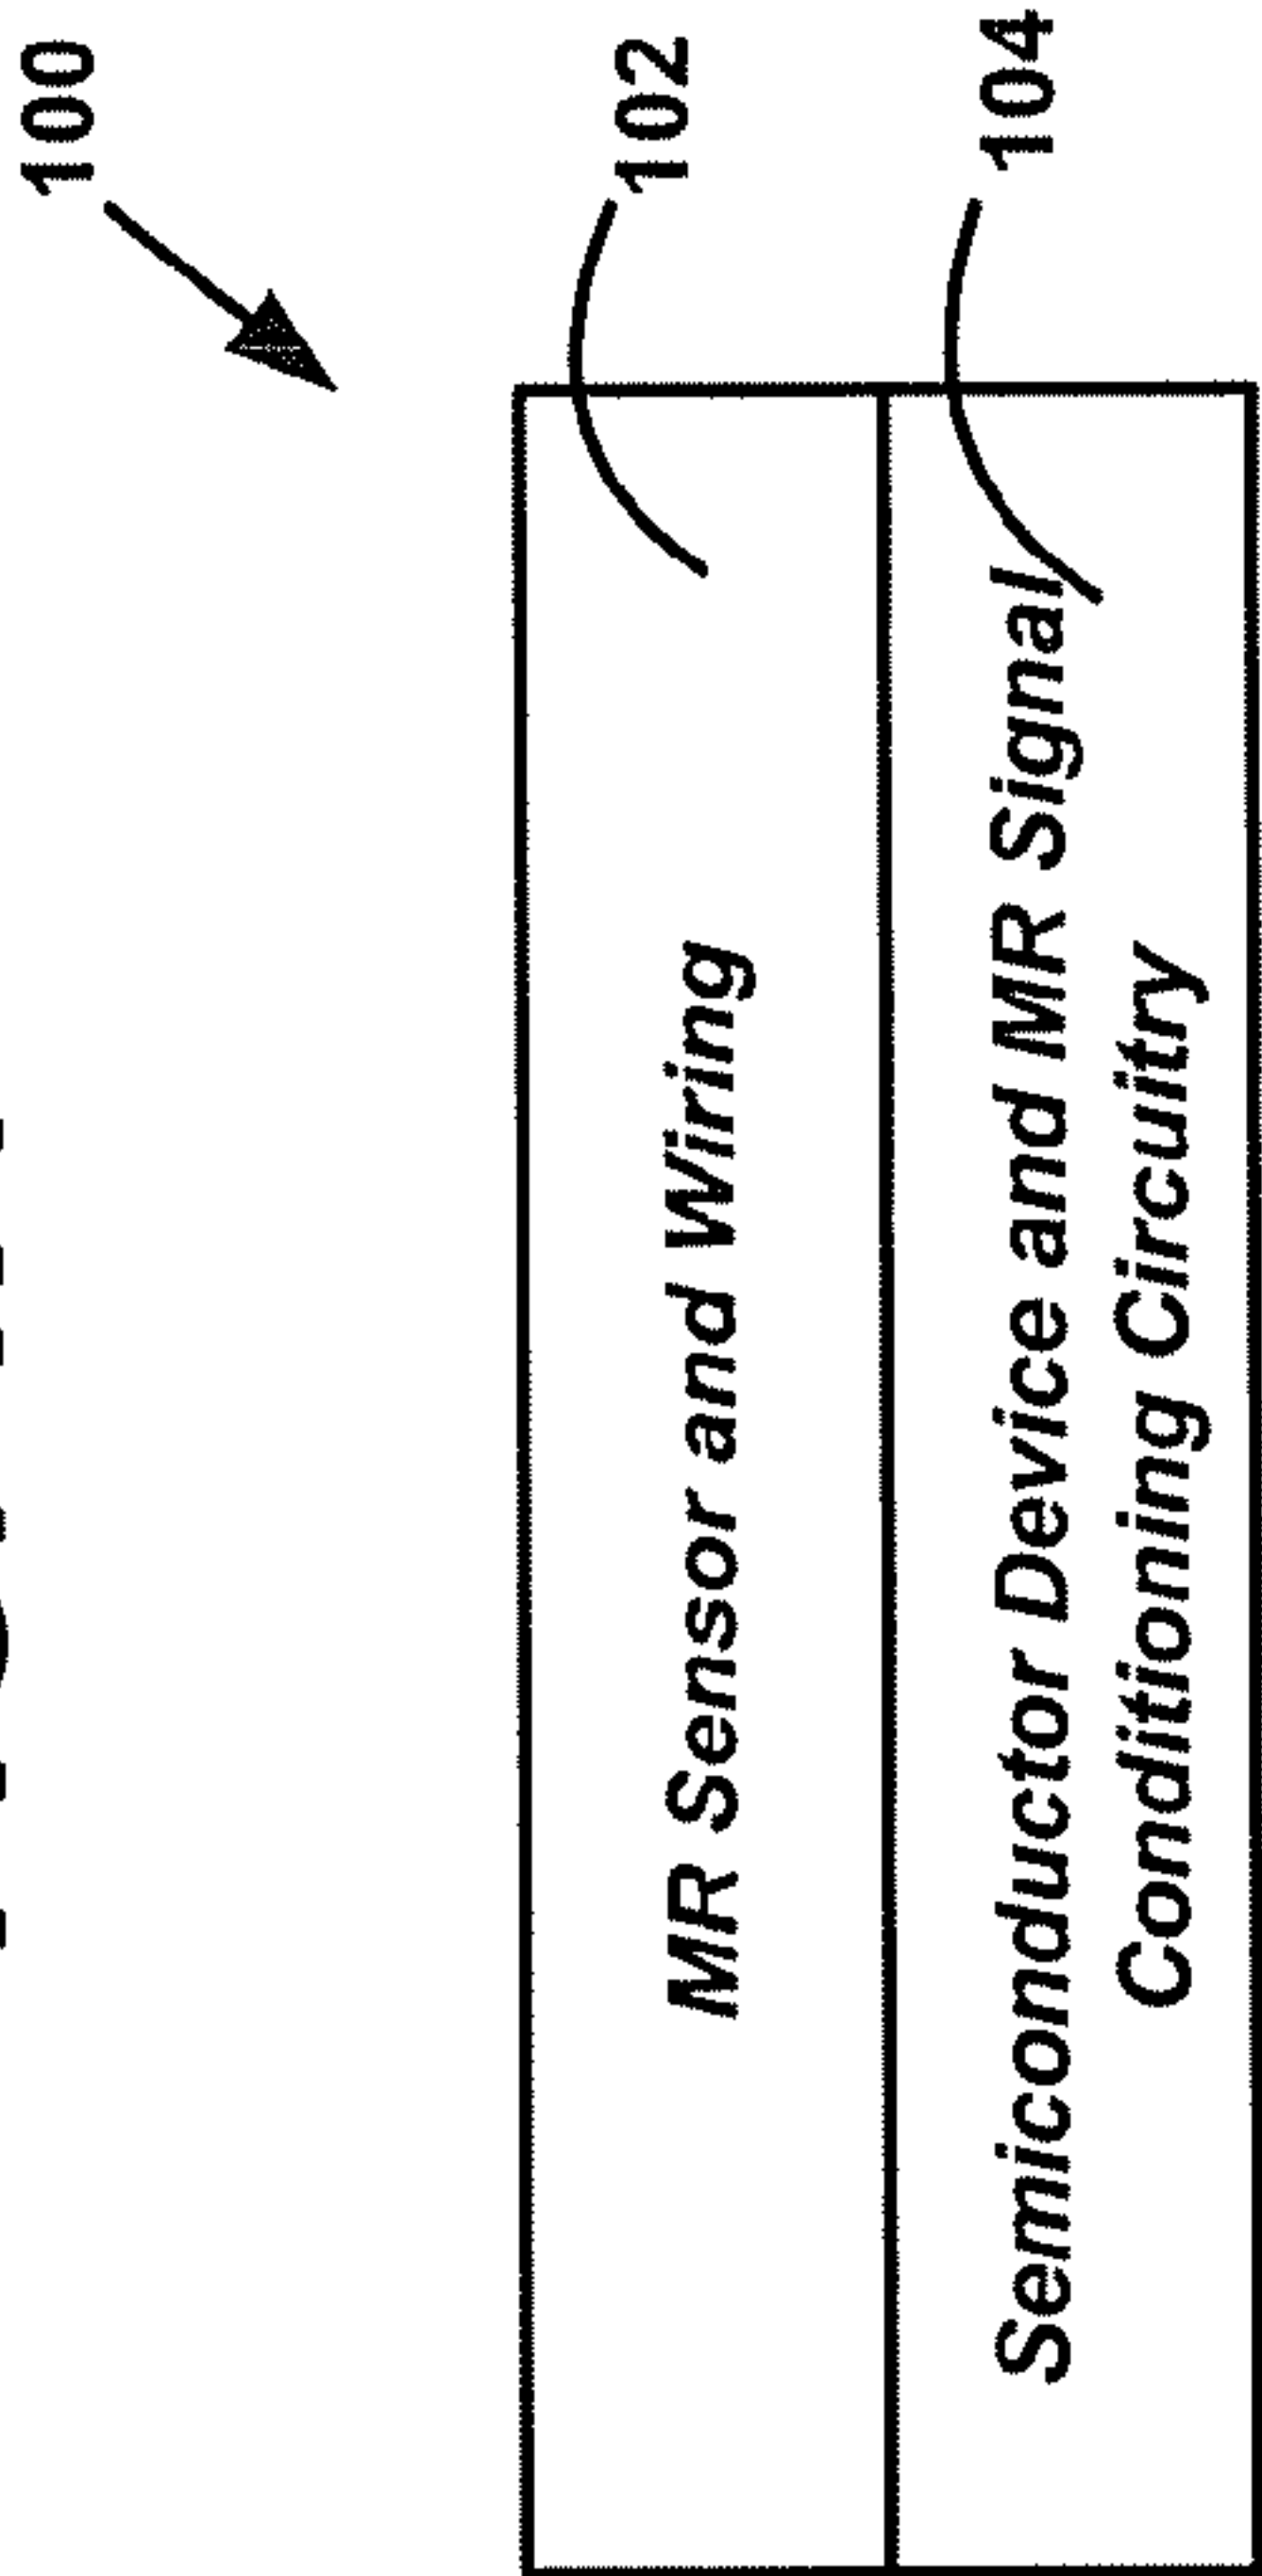 100
102
MR Sensor and Wiring
104
Semiconductor Device and MR Signal
Conditioning Circuitry